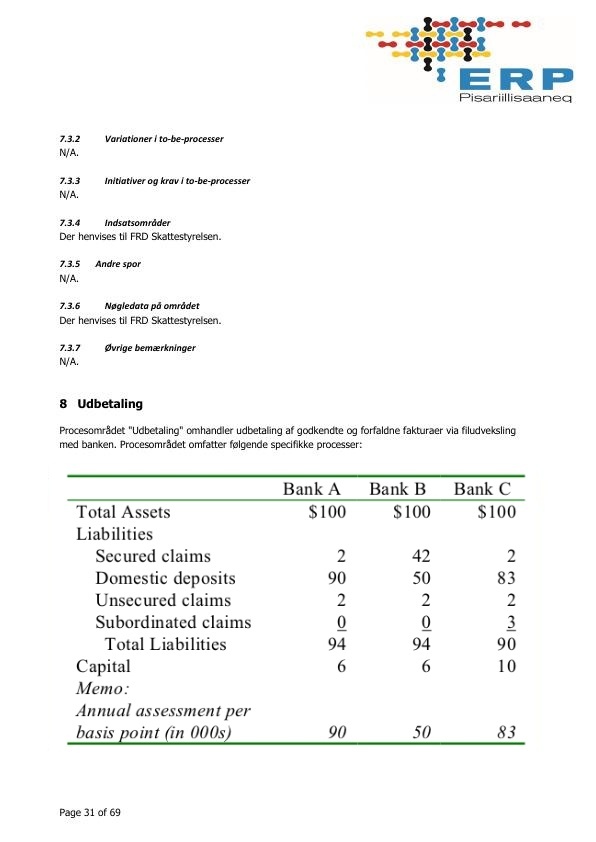 ERP
Pisariillisaaneq
7.3.2 Variationer i to-be-processer
N/A.
7.3.3 Initiativer og krav i to-be-processer
N/A.
7.3.4 Indsatsområder
Der henvises til FRD Skattestyrelsen.
7.3.5 Andre spor
N/A.
7.3.6 Nøgledata på området
Der henvises til FRD Skattestyrelsen.
7.3.7 Øvrige bemærkninger
N/A.
8 Udbetaling
Procesområdet "Udbetaling" omhandler udbetaling af godkendte og forfaldne fakturaer via filudveksling
med banken. Procesområdet omfatter følgende specifikke processer:
Bank A Bank B Bank C
Total Assets $100 $100 $100
Liabilities
Secured claims 2 42 2
Domestic deposits 90 50 83
Unsecured claims 2 2 2
Subordinated claims 0 0 3
Total Liabilities 94 94 90
Capital 6 6 10
Memo:
Annual assessment per
basis point (in 000s) 90 50 83
Page 31 of 69